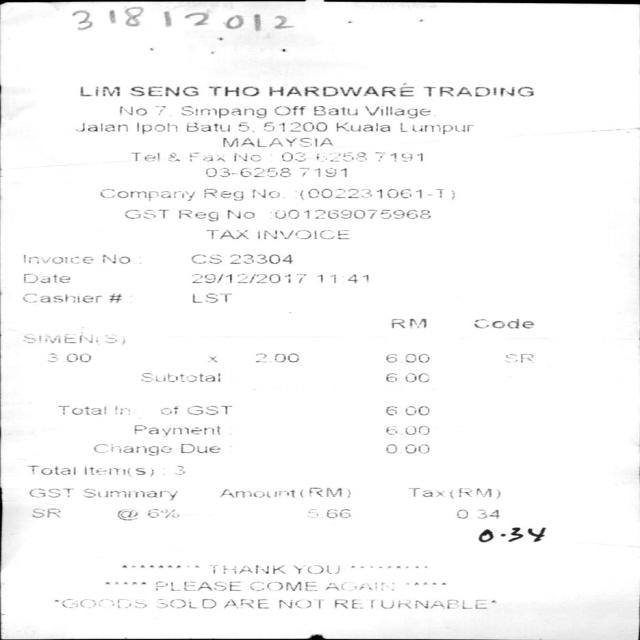 31812012
LIM SENG THO HARDWARE TRADING
No 7, Simpang Off Batu Village,
Jalan Ipoh Batu 5, 51200 Kuala Lumpur
MALAYSIA
Tel & Fax No : 03-6258 7191
03-6258 7191
Company Reg No. :(002231061-T)
GST Reg No :001269075968
TAX INVOICE
Invoice No : CS 23304
Date 29/12/2017 11:41
Cashier # : LST
RM Code
SIMEN(S)
3.00 x 2.00 6.00 SR
Subtotal 6.00
Total In of GST 6.00
Payment : 6.00
Change Due : 0.00
Total Item(s) : 3
GST Summary Amount(RM) Tax(RM)
SR @ 6% 5.66 0.34
0.34
********* THANK YOU *********
***** PLEASE COME AGAIN *****
*GOODS SOLD ARE NOT RETURNABLE*